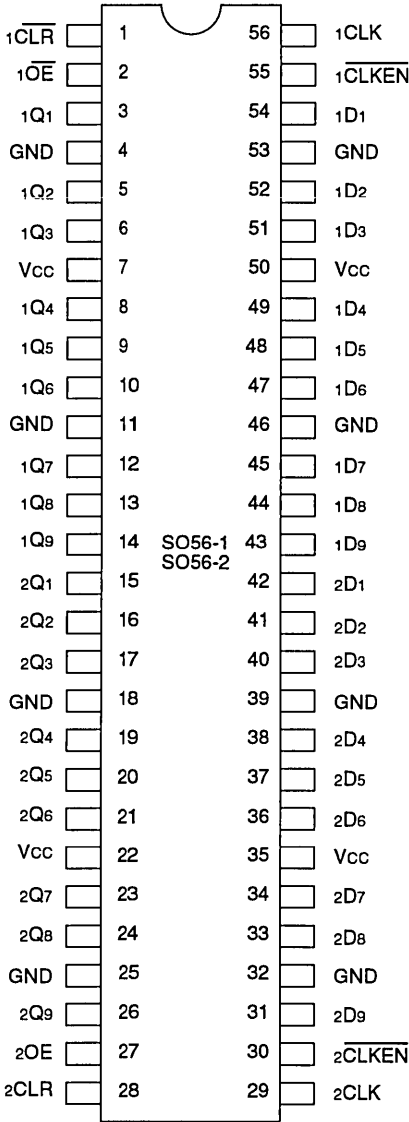 1CLR 1 56 1CLK
1OE 2 55 1CLKEN
1Q1 3 54 1D1
GND 4 53 GND
1Q2 5 52 1D2
1Q3 6 51 1D3
Vcc 7 50 Vcc
1Q4 8 49 1D4
1Q5 9 48 1D5
1Q6 10 47 1D6
GND 11 46 GND
1Q7 12 45 1D7
1Q8 13 44 1D8
1Q9 14 SO56-1 43 1D9
SO56-2
2Q1 15 42 2D1
2Q2 16 41 2D2
2Q3 17 40 2D3
GND 18 39 GND
2Q4 19 38 2D4
2Q5 20 37 2D5
2Q6 21 36 2D6
Vcc 22 35 Vcc
2Q7 23 34 2D7
2Q8 24 33 2D8
GND 25 32 GND
2Q9 26 31 2D9
2OE 27 30 2CLKEN
2CLR 28 29 2CLK